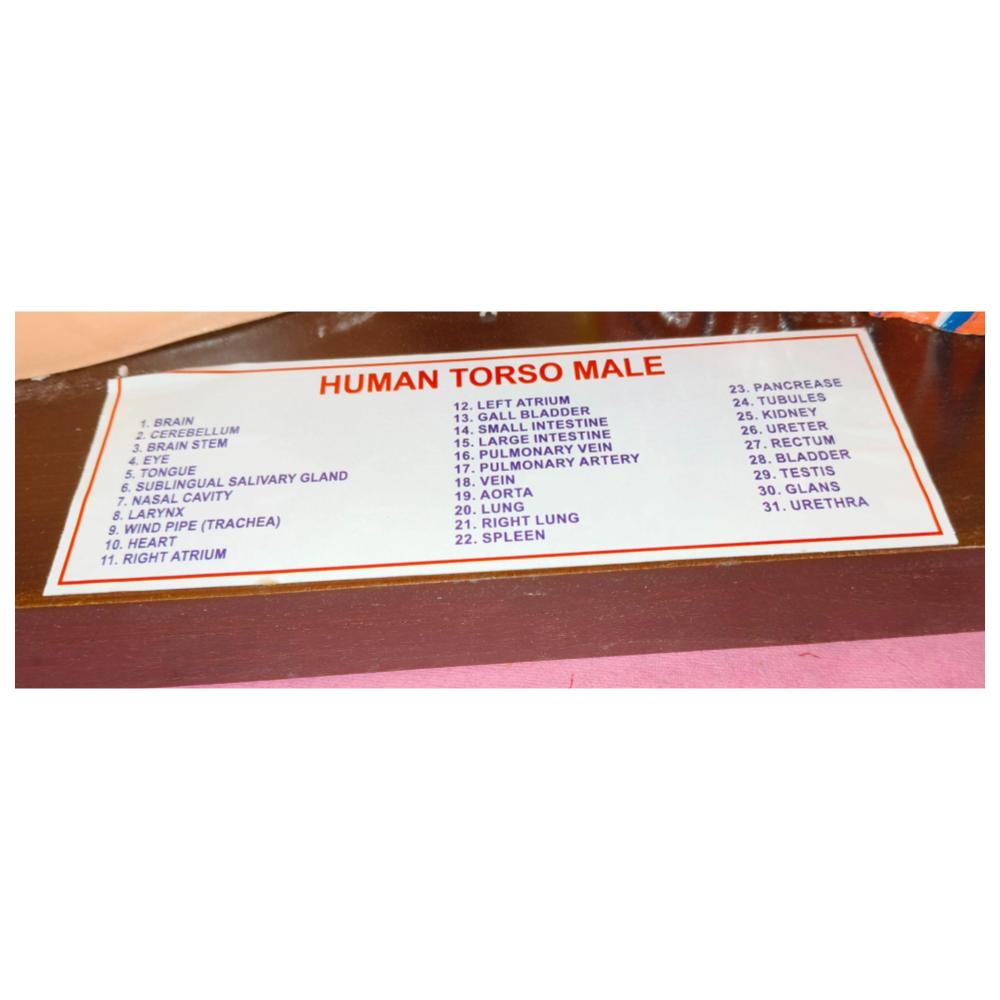 HUMAN TORSO MALE
1. BRAIN
2. CEREBELLUM
3. BRAIN STEM
4. EYE
5. TONGUE
6. SUBLINGUAL SALIVARY GLAND
7. NASAL CAVITY
8. LARYNX
9. WIND PIPE (TRACHEA)
10. HEART
11. RIGHT ATRIUM
12. LEFT ATRIUM
13. GALL BLADDER
14. SMALL INTESTINE
15. LARGE INTESTINE
16. PULMONARY VEIN
17. PULMONARY ARTERY
18. VEIN
19. AORTA
20. LUNG
21. RIGHT LUNG
22. SPLEEN
23. PANCREASE
24. TUBULES
25. KIDNEY
26. URETER
27. RECTUM
28. BLADDER
29. TESTIS
30. GLANS
31. URETHRA